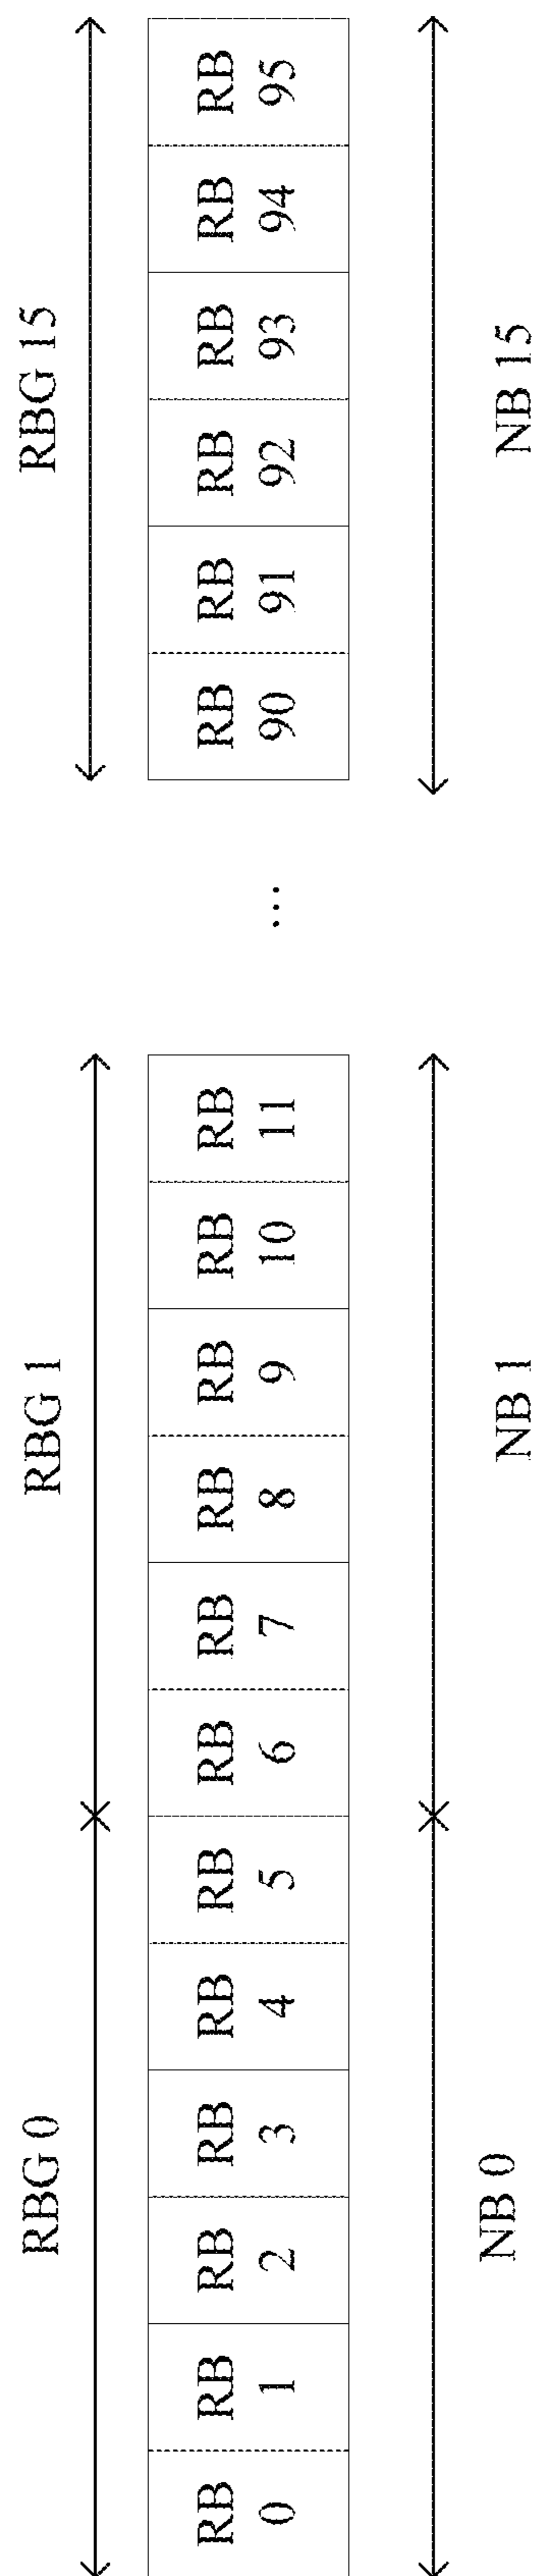 RBG 0 RBG 1 RBG 15
RB RB RB RB RB RB RB RB RB RB RB RB RB RB RB RB RB RB
0 1 2 3 4 5 6 7 8 9 10 11 ... 90 91 92 93 94 95
NB 0 NB 1 NB 15